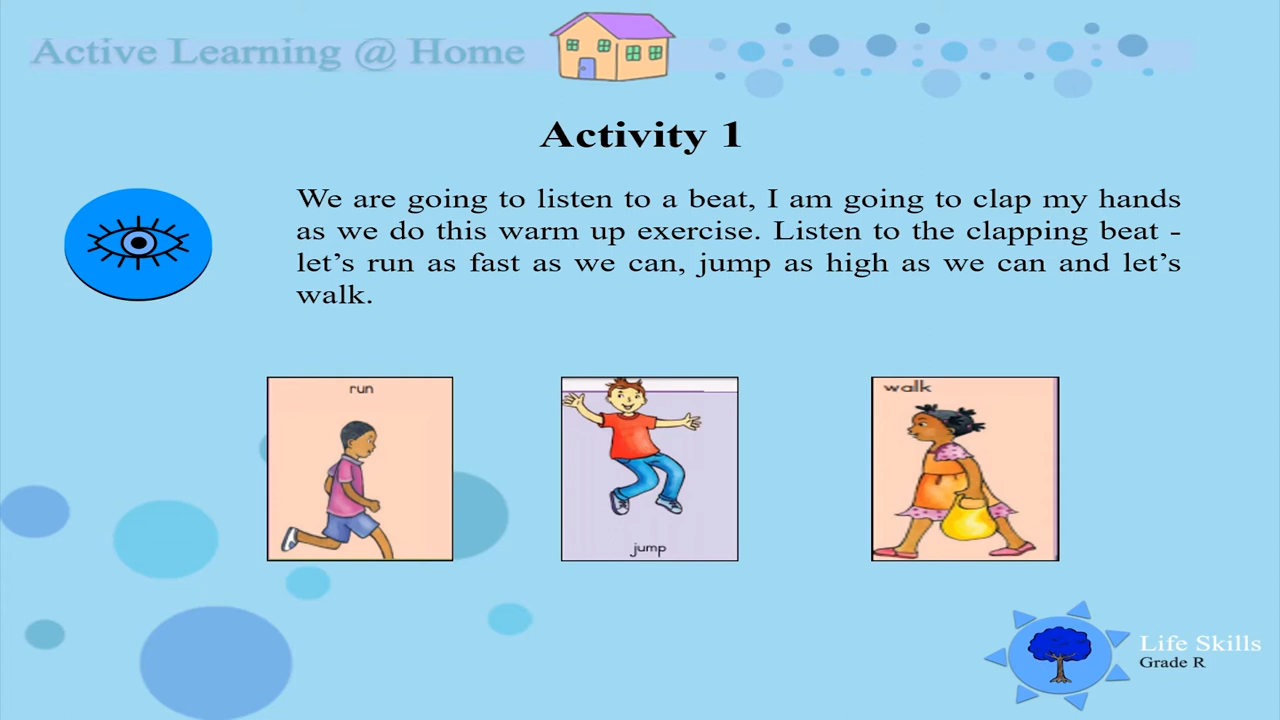 Active Learning @ Home
Activity 1
We are going to listen to a beat, I am going to clap my hands
as we do this warm up exercise. Listen to the clapping beat -
let’s run as fast as we can, jump as high as we can and let’s
walk.
run
jump
walk
Life Skills
Grade R